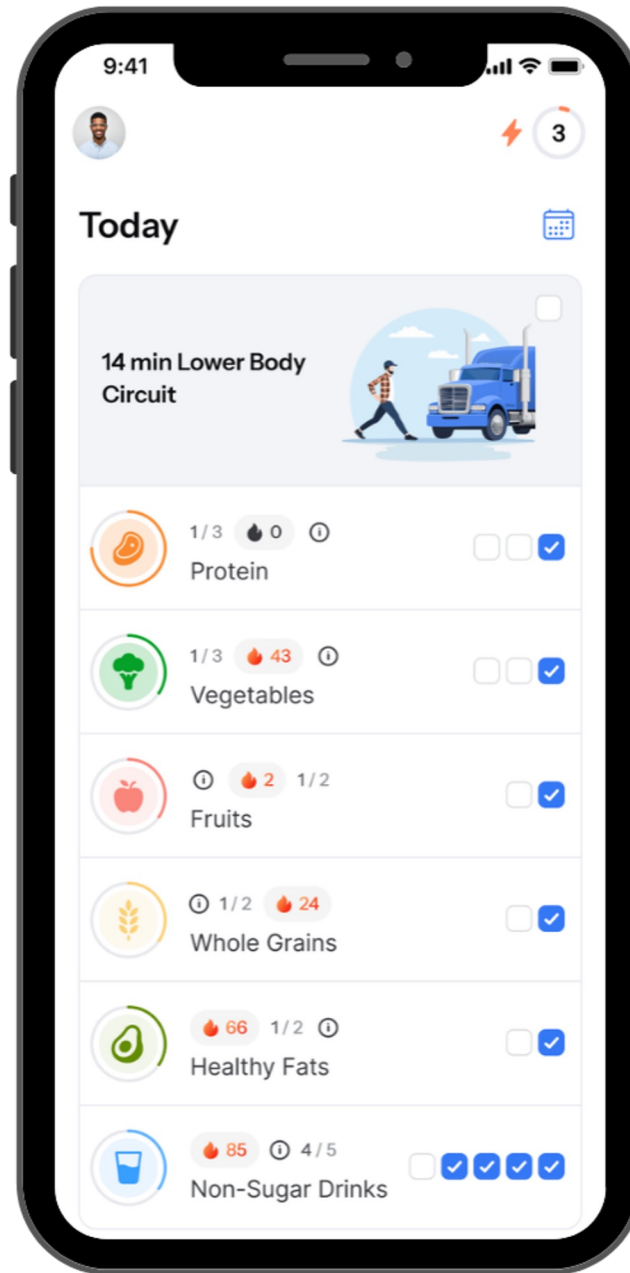 9:41
3
Today
14 min Lower Body
Circuit
1/3 0
Protein
1/3 43
Vegetables
2 1/2
Fruits
1/2 24
Whole Grains
66 1/2
Healthy Fats
85 4/5
Non-Sugar Drinks